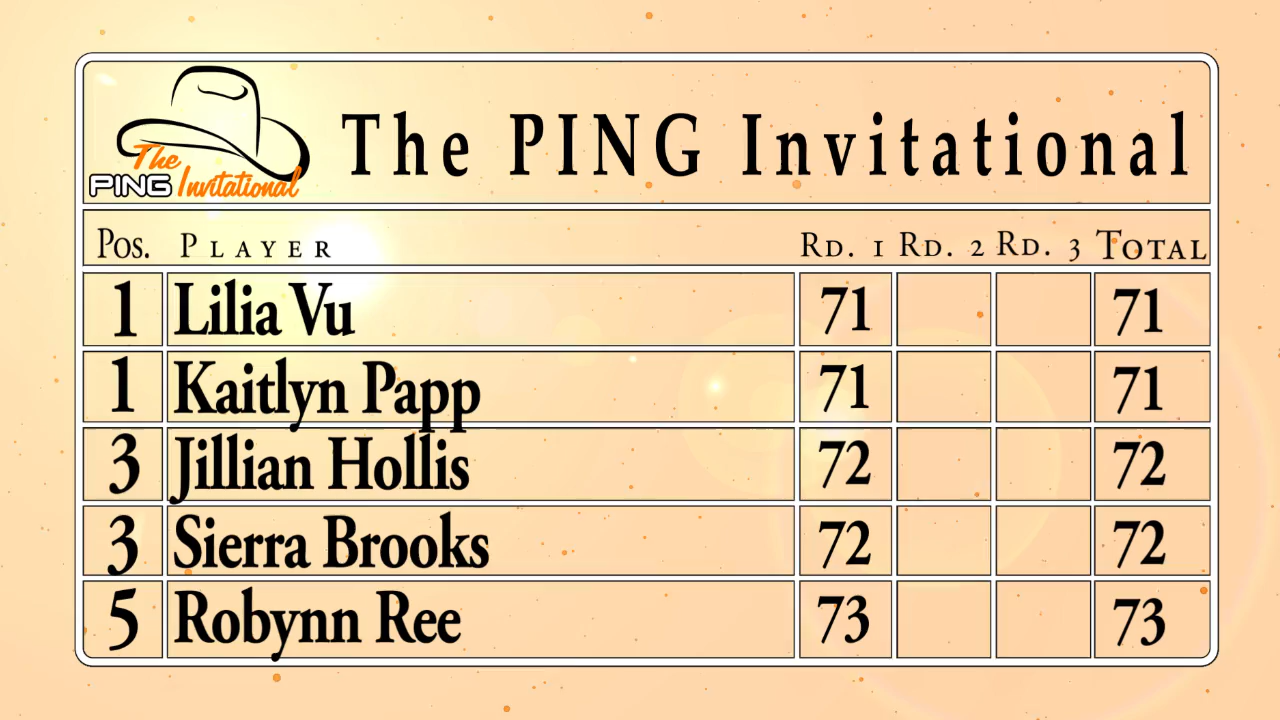 The
PING Invitational
The PING Invitational
Pos. Player Rd. 1 Rd. 2 Rd. 3 Total
1 Lilia Vu 71 71
1 Kaitlyn Papp 71 71
3 Jillian Hollis 72 72
3 Sierra Brooks 72 72
5 Robynn Ree 73 73